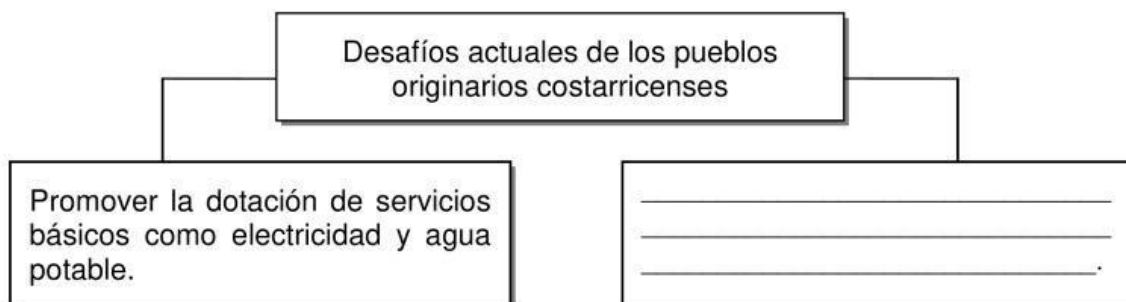 Desafíos actuales de los pueblos
originarios costarricenses
Promover la dotación de servicios
básicos como electricidad y agua
potable.